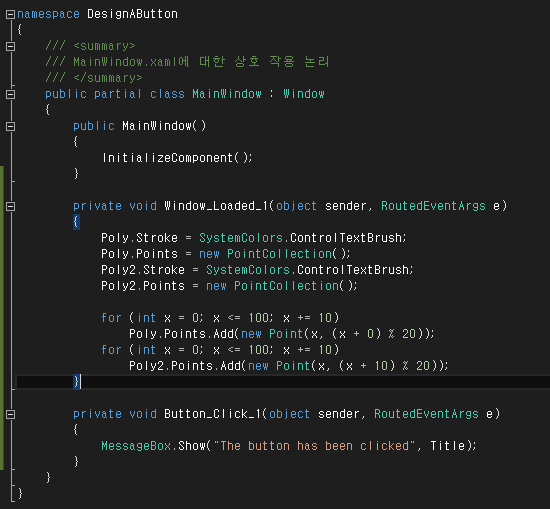 namespace DesignAButton
{
    /// <summary>
    /// MainWindow.xaml에 대한 상호 작용 논리
    /// </summary>
    public partial class MainWindow : Window
    {
        public MainWindow()
        {
            InitializeComponent();
        }

        private void Window_Loaded_1(object sender, RoutedEventArgs e)
        {
            Poly.Stroke = SystemColors.ControlTextBrush;
            Poly.Points = new PointCollection();
            Poly2.Stroke = SystemColors.ControlTextBrush;
            Poly2.Points = new PointCollection();

            for (int x = 0; x <= 100; x += 10)
                Poly.Points.Add(new Point(x, (x + 0) % 20));
            for (int x = 0; x <= 100; x += 10)
                Poly2.Points.Add(new Point(x, (x + 10) % 20));
        }

        private void Button_Click_1(object sender, RoutedEventArgs e)
        {
            MessageBox.Show("The button has been clicked", Title);
        }
    }
}